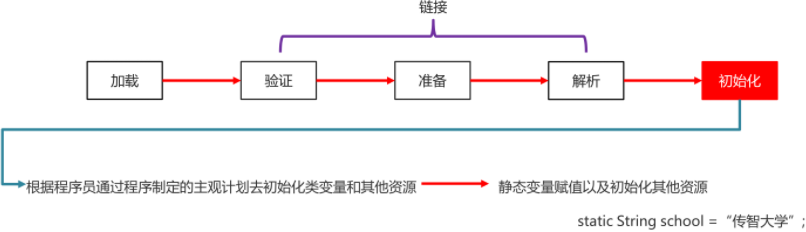 链接
加载 验证 准备 解析 初始化
根据程序员通过程序制定的主观计划去初始化类变量和其他资源 静态变量赋值以及初始化其他资源
static String school =“传智大学”;